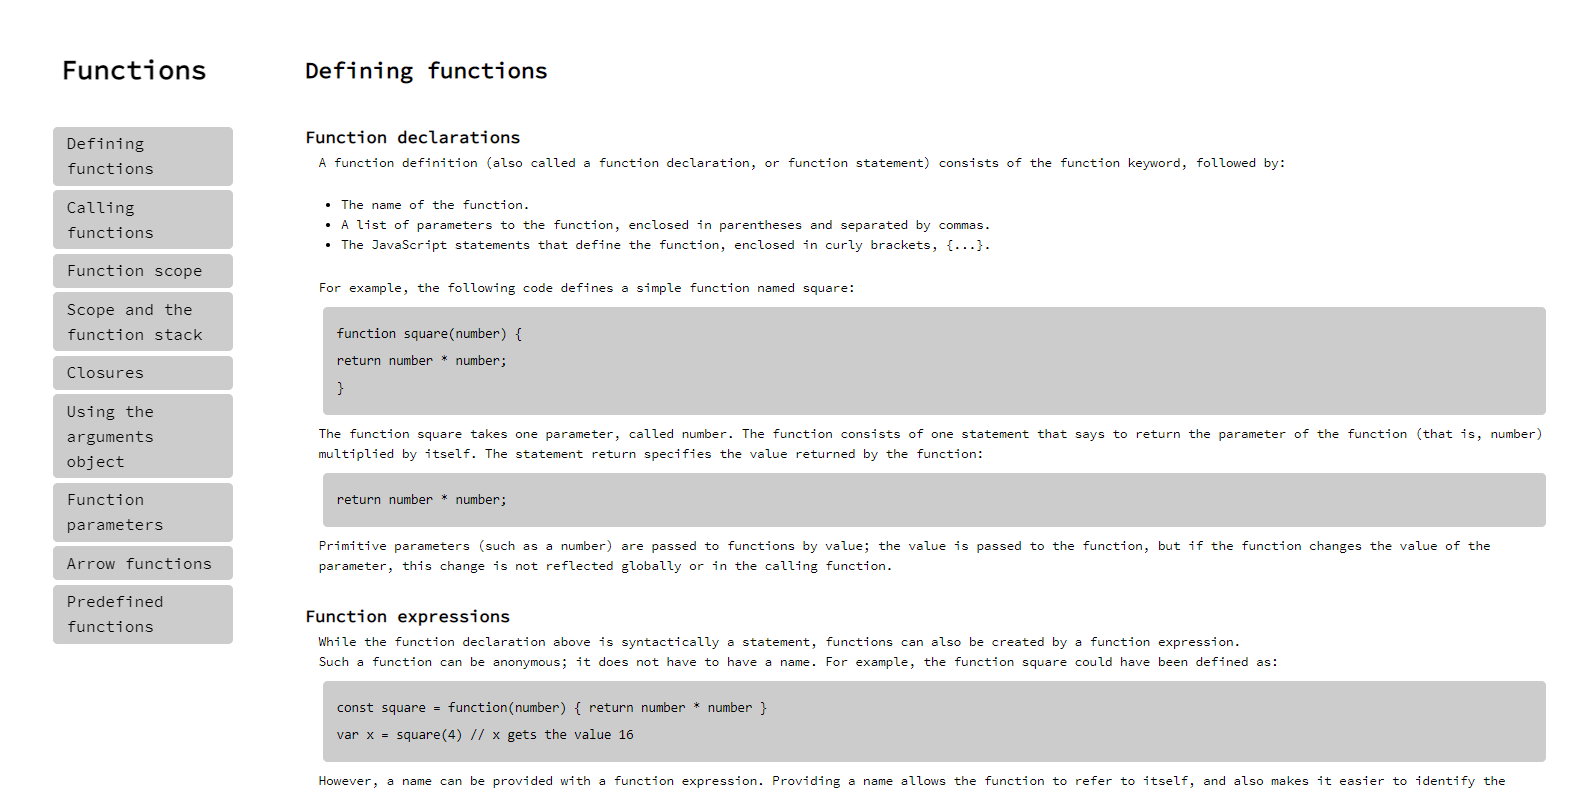 Functions
Defining
functions
Calling
functions
Function scope
Scope and the
function stack
Closures
Using the
arguments
object
Function
parameters
Arrow functions
Predefined
functions
Defining functions
Function declarations
A function definition (also called a function declaration, or function statement) consists of the function keyword, followed by:
• The name of the function.
• A list of parameters to the function, enclosed in parentheses and separated by commas.
• The JavaScript statements that define the function, enclosed in curly brackets, {...}.
For example, the following code defines a simple function named square:
function square(number) {
return number * number;
}
The function square takes one parameter, called number. The function consists of one statement that says to return the parameter of the function (that is, number)
multiplied by itself. The statement return specifies the value returned by the function:
return number * number;
Primitive parameters (such as a number) are passed to functions by value; the value is passed to the function, but if the function changes the value of the
parameter, this change is not reflected globally or in the calling function.
Function expressions
While the function declaration above is syntactically a statement, functions can also be created by a function expression.
Such a function can be anonymous; it does not have to have a name. For example, the function square could have been defined as:
const square = function(number) { return number * number }
var x = square(4) // x gets the value 16
However, a name can be provided with a function expression. Providing a name allows the function to refer to itself, and also makes it easier to identify the